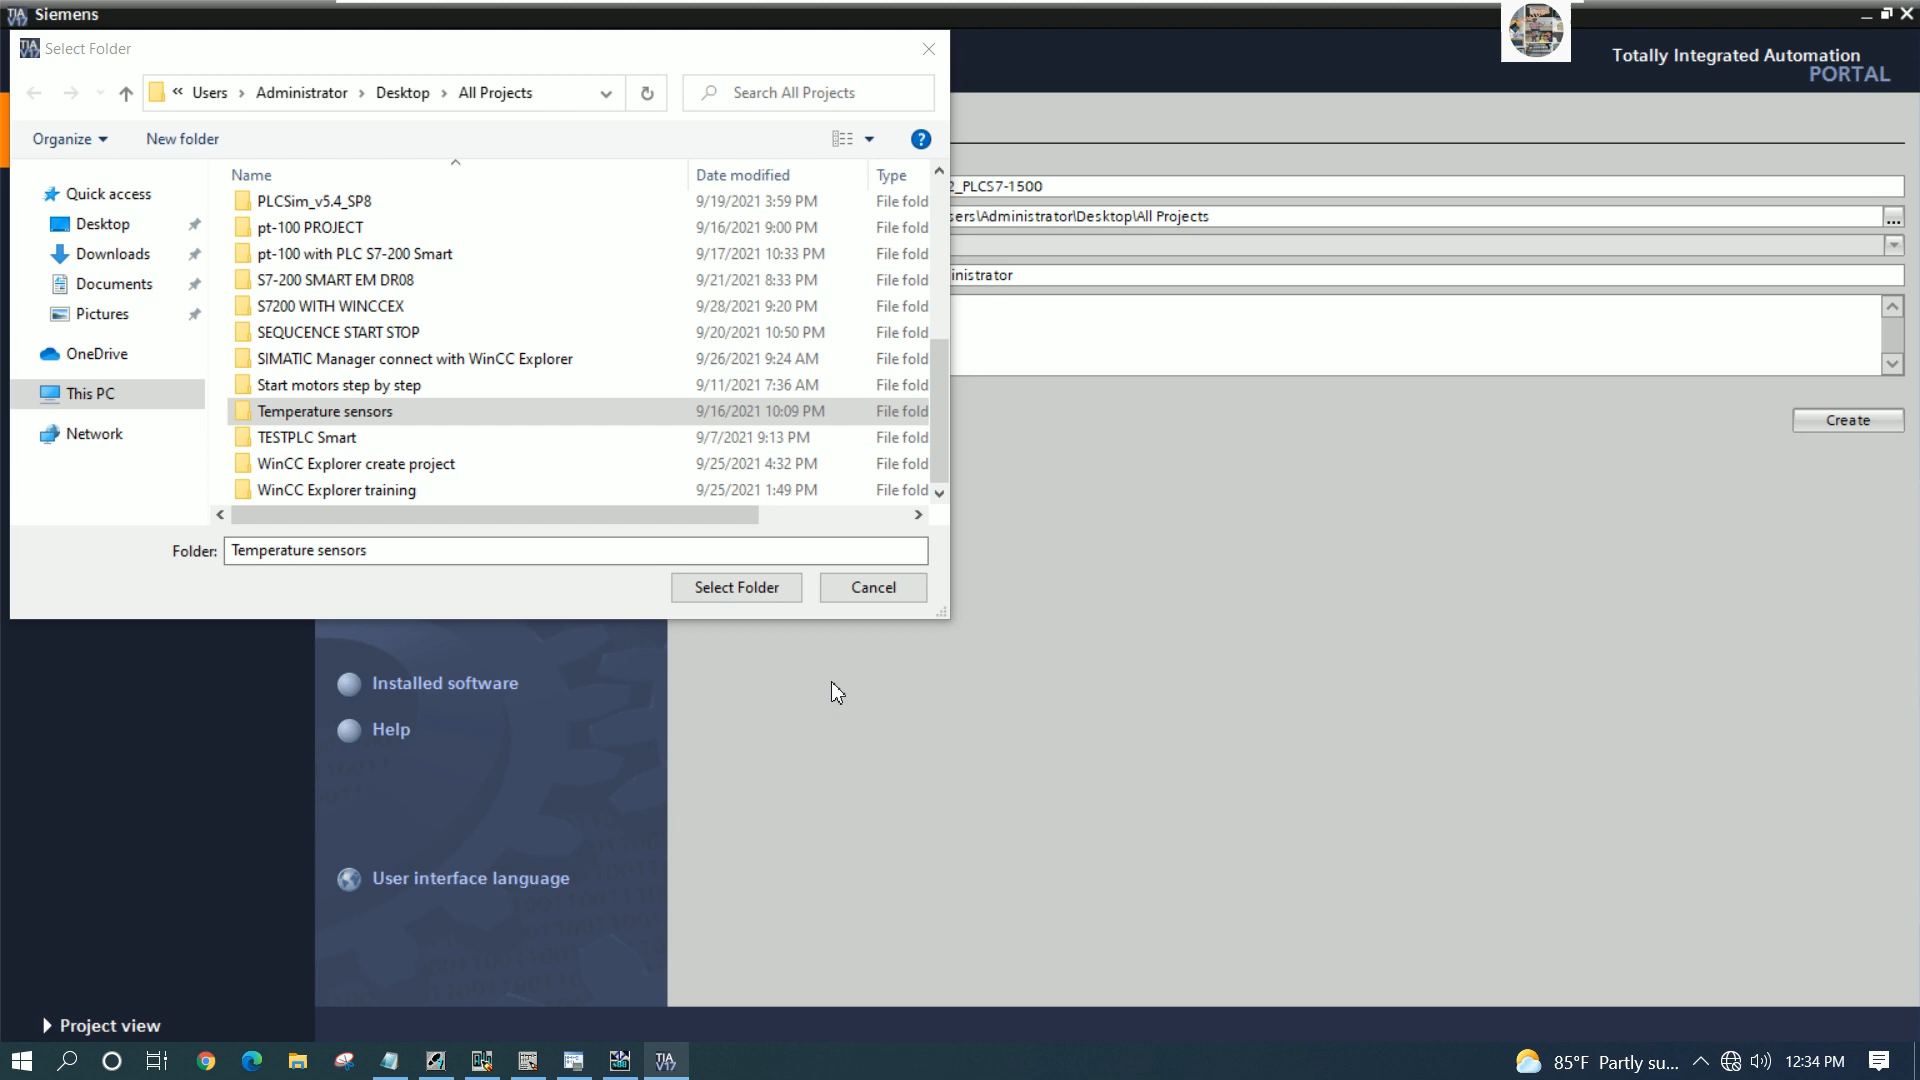 TIA V17 Siemens
Totally Integrated Automation
PORTAL
TIA V17 Select Folder
« Users › Administrator › Desktop › All Projects
Search All Projects
Organize
New folder
?
Name
Date modified
Type
Quick access
Desktop
Downloads
Documents
Pictures
OneDrive
This PC
Network
PLCSim_v5.4_SP8 9/19/2021 3:59 PM File fold
pt-100 PROJECT 9/16/2021 9:00 PM File fold
pt-100 with PLC S7-200 Smart 9/17/2021 10:33 PM File fold
S7-200 SMART EM DR08 9/21/2021 8:33 PM File fold
S7200 WITH WINCCEX 9/28/2021 9:20 PM File fold
SEQUCENCE START STOP 9/20/2021 10:50 PM File fold
SIMATIC Manager connect with WinCC Explorer 9/26/2021 9:24 AM File fold
Start motors step by step 9/11/2021 7:36 AM File fold
Temperature sensors 9/16/2021 10:09 PM File fold
TESTPLC Smart 9/7/2021 9:13 PM File fold
WinCC Explorer create project 9/25/2021 4:32 PM File fold
WinCC Explorer training 9/25/2021 1:49 PM File fold
Folder: Temperature sensors
Select Folder
Cancel
2_PLCS7-1500
sers\Administrator\Desktop\All Projects
...
inistrator
Create
Installed software
Help
User interface language
Project view
TIA V17
85°F Partly su...
12:34 PM